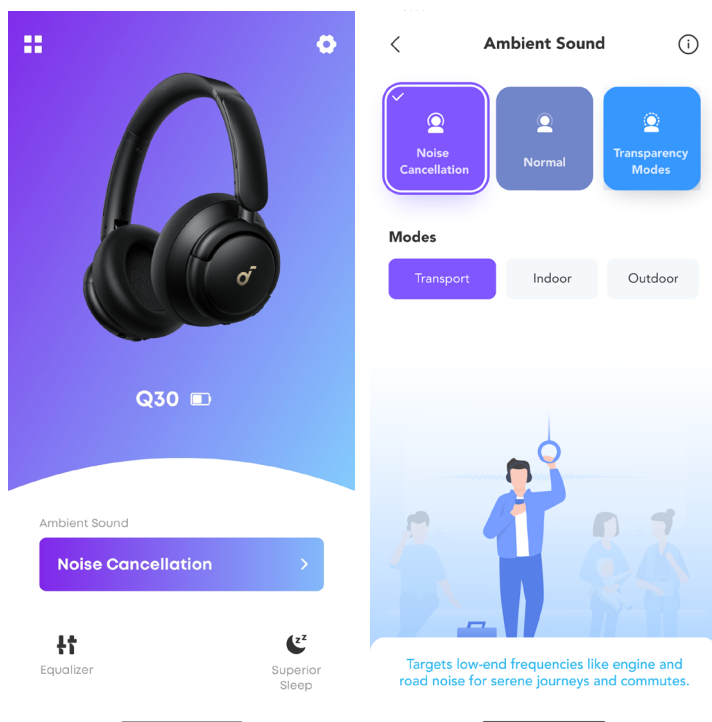 Q30
Ambient Sound
Noise Cancellation
Equalizer
Superior
Sleep
Ambient Sound
Noise
Cancellation
Normal
Transparency
Modes
Modes
Transport
Indoor
Outdoor
Targets low-end frequencies like engine and
road noise for serene journeys and commutes.